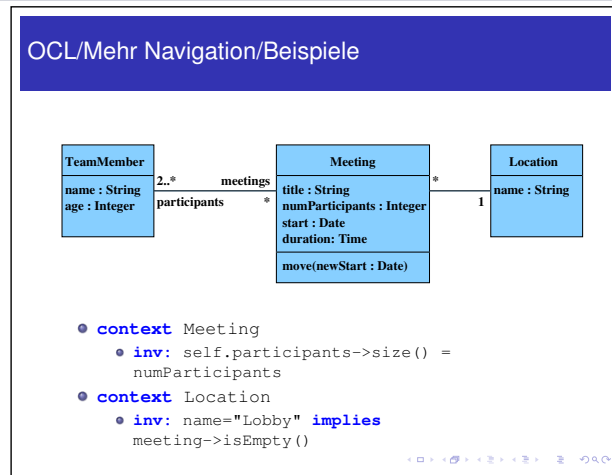 OCL/Mehr Navigation/Beispiele
TeamMember
name : String
age : Integer
2..*
participants
meetings
*
Meeting
title : String
numParticipants : Integer
start : Date
duration: Time
move(newStart : Date)
*
1
Location
name : String
context Meeting
inv: self.participants->size() =
numParticipants
context Location
inv: name="Lobby" implies
meeting->isEmpty()